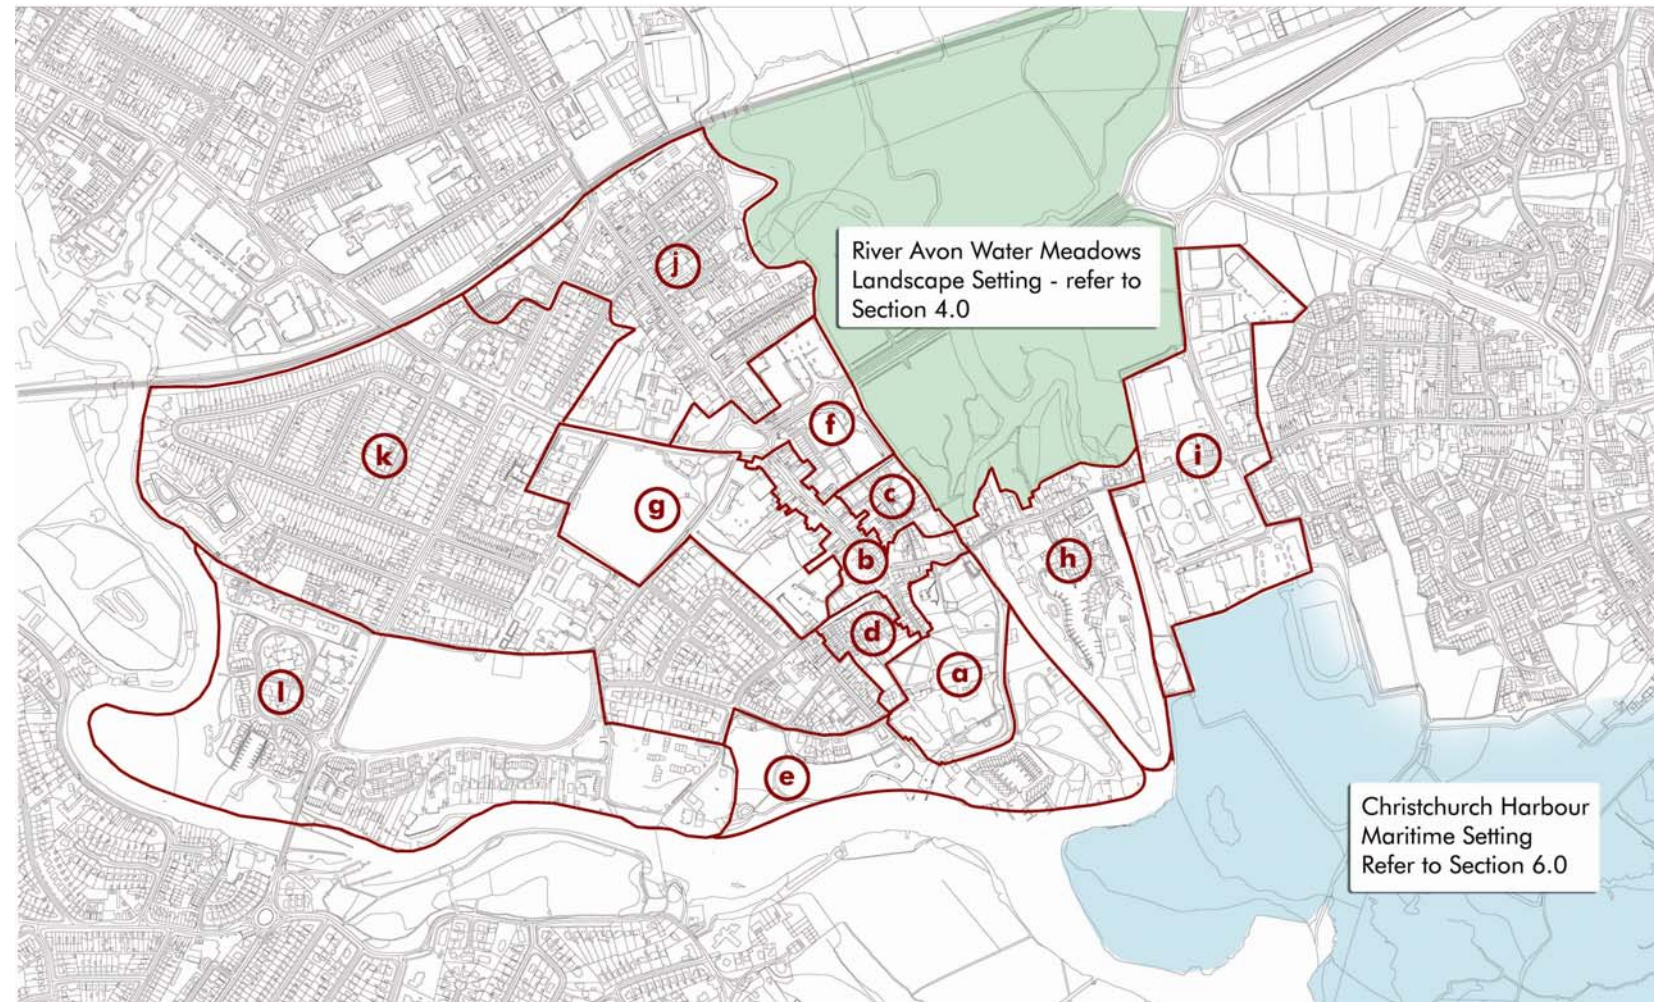 River Avon Water Meadows
Landscape Setting - refer to
Section 4.0
j
f
k
i
c
g
b
h
d
a
l
e
Christchurch Harbour
Maritime Setting
Refer to Section 6.0